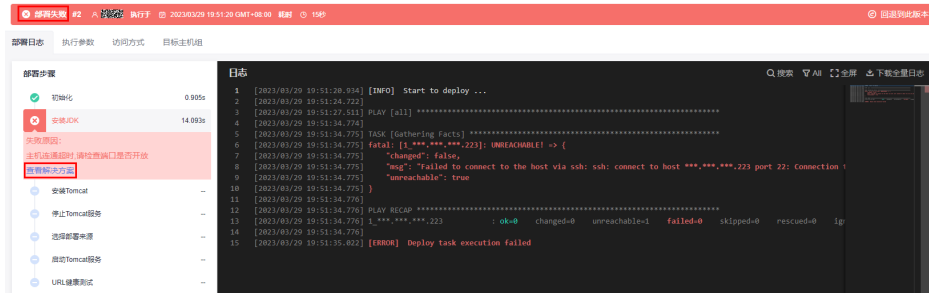 部署失败 #2 执行于 2023/03/29 19:51:20 GMT+08:00 耗时 15秒 回退到此版本
部署日志 执行参数 访问方式 目标主机组
部署步骤
初始化 0.905s
安装JDK 14.093s
失败原因:
主机连通超时,请检查端口是否开放
查看解决方案
安装Tomcat --
停止Tomcat服务 --
选择部署来源 --
启动Tomcat服务 --
URL健康测试 --
日志 搜索 All 全屏 下载全量日志
1 [2023/03/29 19:51:20.934] [INFO] Start to deploy ...
2 [2023/03/29 19:51:24.722]
3 [2023/03/29 19:51:27.511] PLAY [all] *********************************************************************
4 [2023/03/29 19:51:34.774]
5 [2023/03/29 19:51:34.775] TASK [Gathering Facts] *********************************************************
6 [2023/03/29 19:51:34.775] fatal: [1_***.***.***.223]: UNREACHABLE! => {
7 [2023/03/29 19:51:34.775] "changed": false,
8 [2023/03/29 19:51:34.775] "msg": "Failed to connect to the host via ssh: ssh: connect to host ***.***.***.223 port 22: Connection
9 [2023/03/29 19:51:34.775] "unreachable": true
10 [2023/03/29 19:51:34.775] }
11 [2023/03/29 19:51:34.776]
12 [2023/03/29 19:51:34.776] PLAY RECAP *********************************************************************
13 [2023/03/29 19:51:34.776] 1_***.***.***.223 : ok=0 changed=0 unreachable=1 failed=0 skipped=0 rescued=0 ig
14 [2023/03/29 19:51:34.776]
15 [2023/03/29 19:51:35.022] [ERROR] Deploy task execution failed